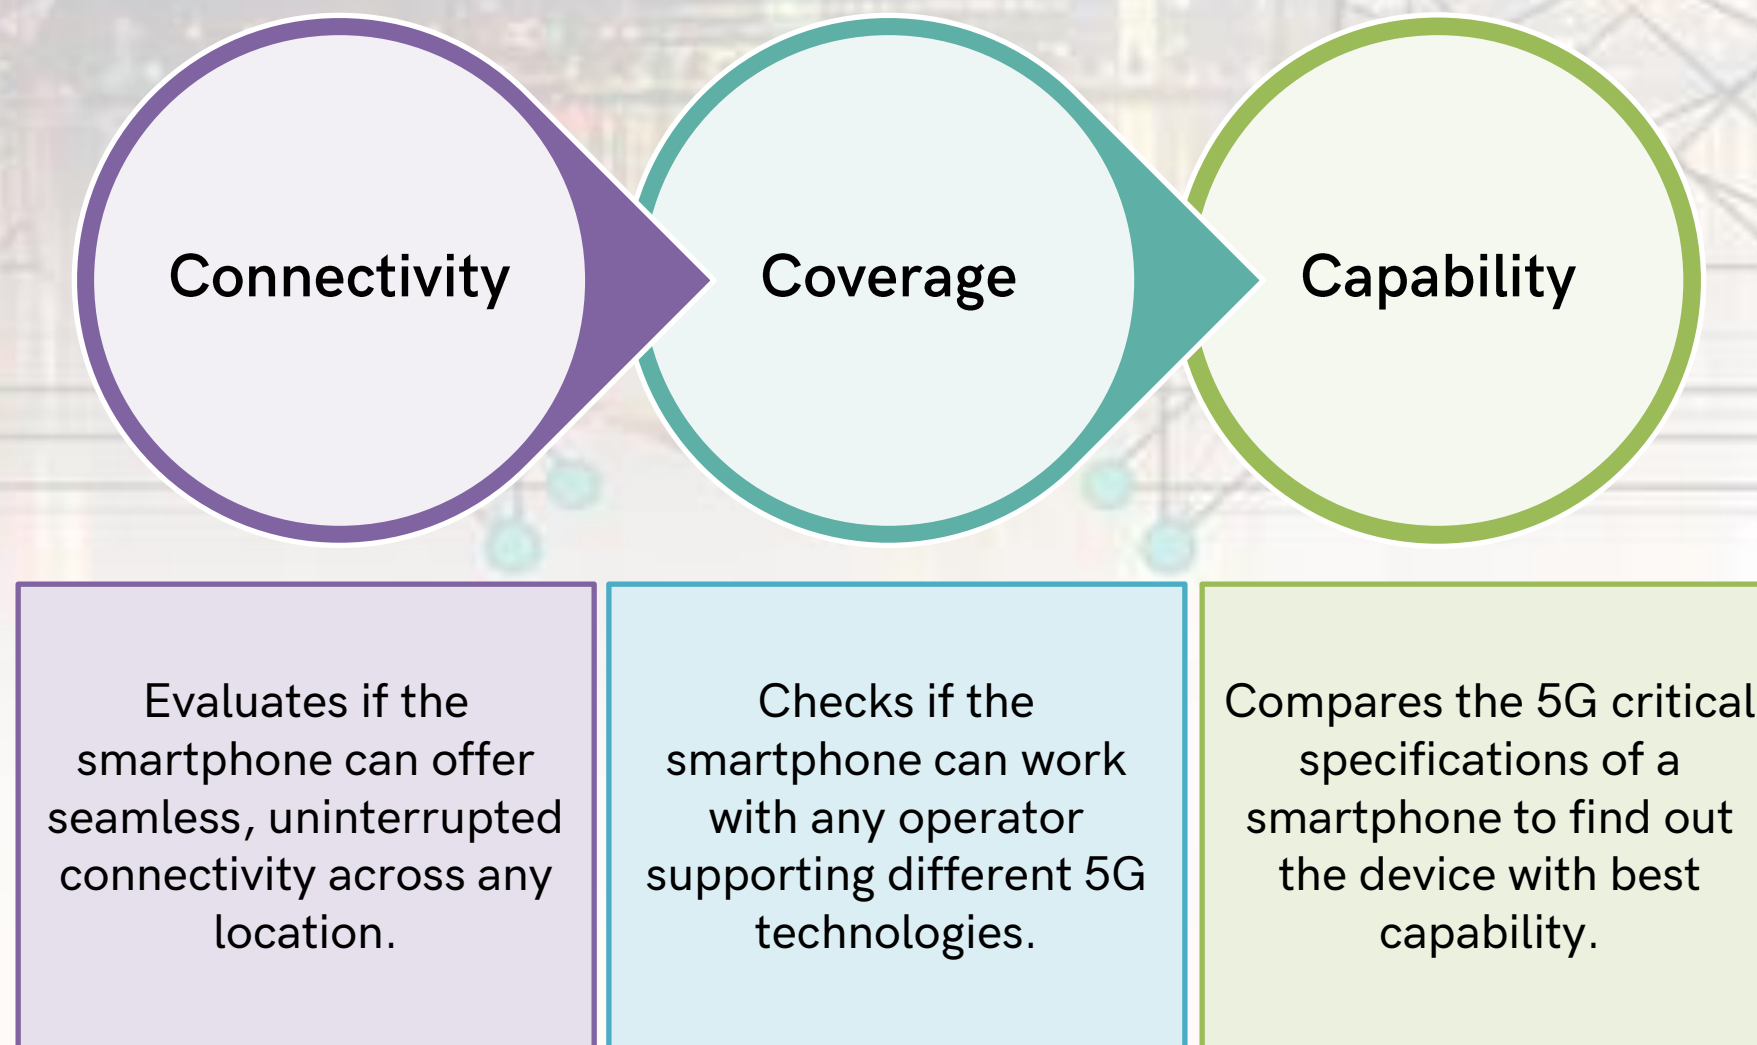 Connectivity
Coverage
Capability
Evaluates if the
smartphone can offer
seamless, uninterrupted
connectivity across any
location.
Checks if the
smartphone can work
with any operator
supporting different 5G
technologies.
Compares the 5G critical
specifications of a
smartphone to find out
the device with best
capability.